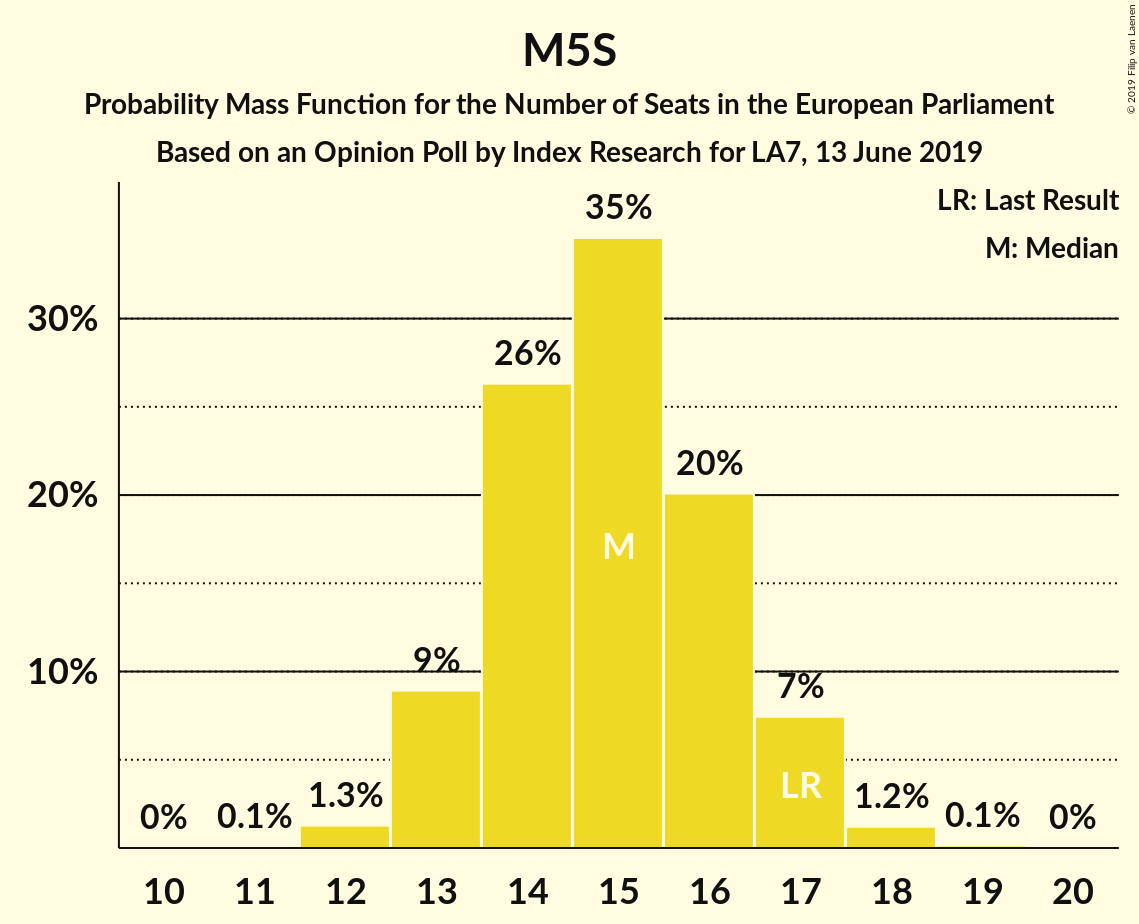 M5S
Probability Mass Function for the Number of Seats in the European Parliament
Based on an Opinion Poll by Index Research for LA7, 13 June 2019
© 2019 Filip van Laenen
LR: Last Result
M: Median
35%
30%
26%
20%
20%
M
9%
10%
7%
LR
0%
0.1%
1.3%
1.2%
0.1%
0%
10 11 12 13 14 15 16 17 18 19 20